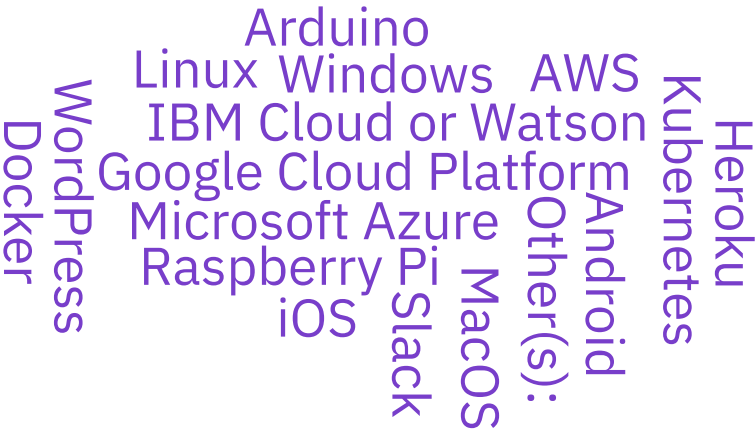 Arduino
Linux
Windows
AWS
IBM Cloud or Watson
Google Cloud Platform
Microsoft Azure
Raspberry Pi
iOS
Docker
WordPress
Slack
MacOS
Other(s):
Android
Kubernetes
Heroku